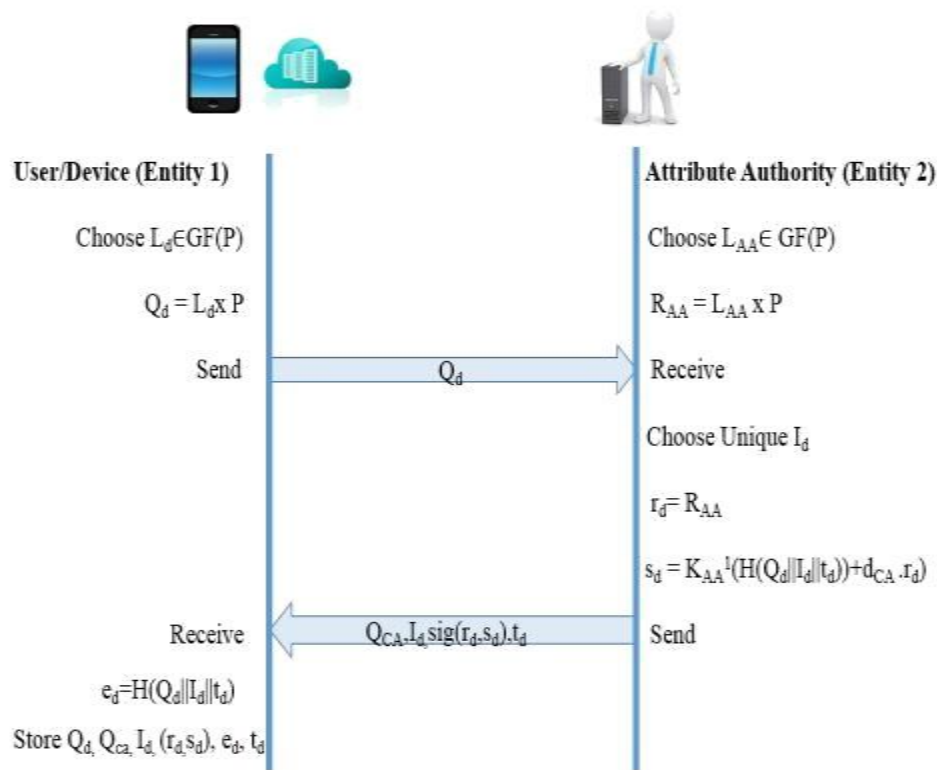 User/Device (Entity 1)
Attribute Authority (Entity 2)
Choose L_d∈GF(P)
Choose L_AA∈ GF(P)
Q_d = L_d x P
R_AA = L_AA x P
Send
Q_d
Receive
Choose Unique I_d
r_d= R_AA
s_d = K_AA^1(H(Q_d||I_d||t_d))+d_CA .r_d)
Receive
Q_CA,I_d,sig(r_d,s_d),t_d
Send
e_d=H(Q_d||I_d||t_d)
Store Q_d, Q_ca, I_d, (r_d,s_d), e_d, t_d